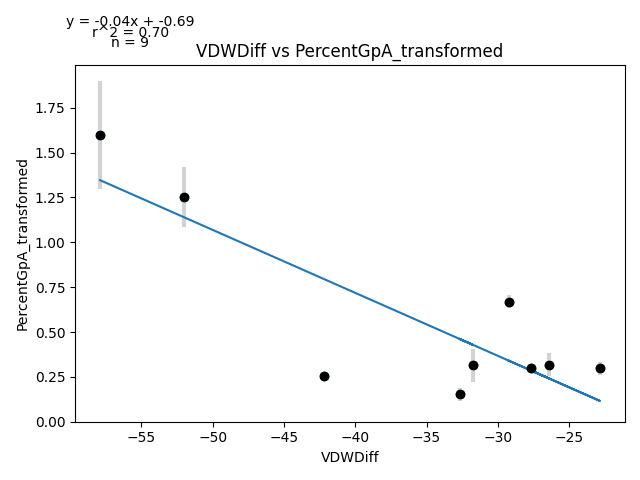 y = -0.04x + -0.69
r^2 = 0.70
n = 9
VDWDiff vs PercentGpA_transformed
PercentGpA_transformed
1.75
1.50
1.25
1.00
0.75
0.50
0.25
0.00
−55
−50
−45
−40
−35
−30
−25
VDWDiff